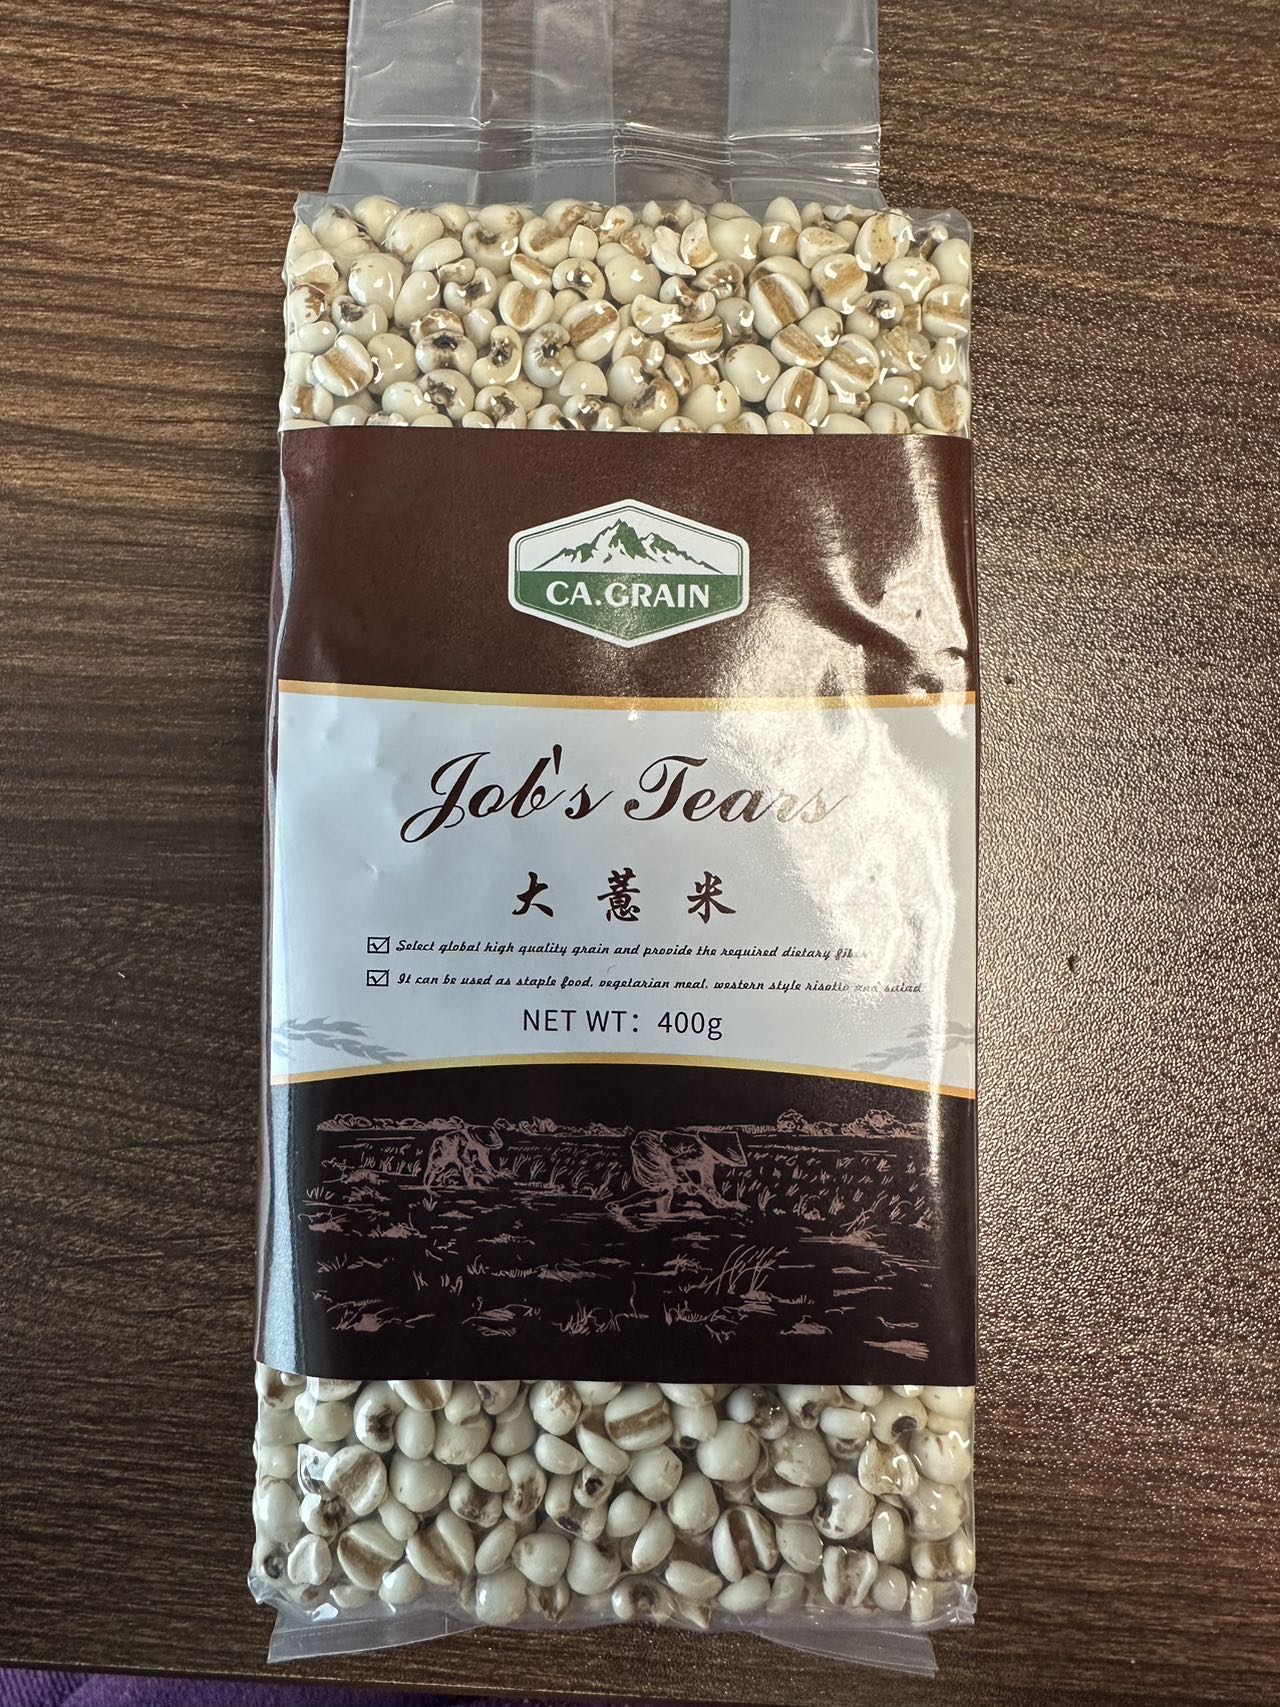 CA.GRAIN
Job's Tears
大薏米
Select global high quality grain and provide the required dietary fiber
It can be used as staple food, vegetarian meal, western style risotto and salad
NET WT：400g